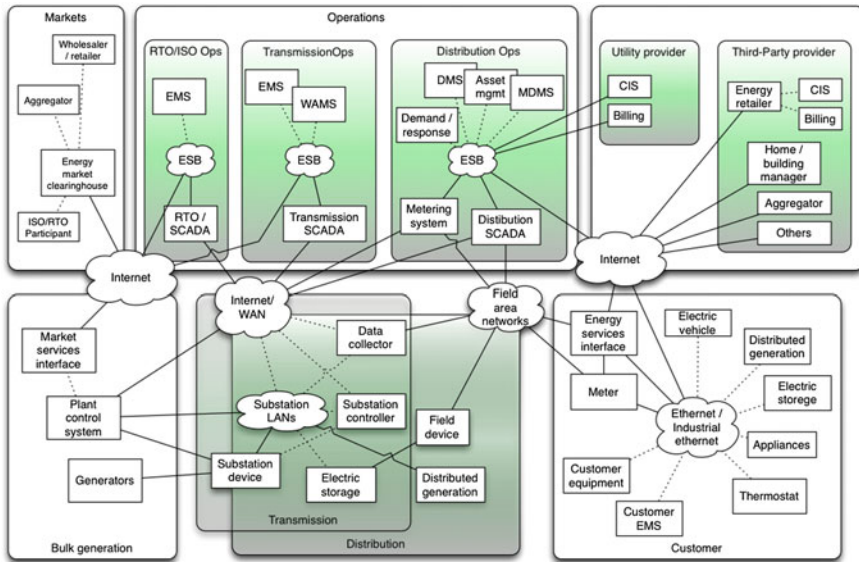 Markets
Operations
Wholesaler
/ retailer
Aggregator
Energy
market
clearinghouse
ISO/RTO
Participant
RTO/ISO Ops
EMS
ESB
RTO /
SCADA
TransmissionOps
EMS
WAMS
ESB
Transmission
SCADA
Distribution Ops
DMS
Asset
mgmt
MDMS
Demand /
response
ESB
Metering
system
Distibution
SCADA
Utility provider
CIS
Billing
Third-Party provider
Energy
retailer
CIS
Billing
Home /
building
manager
Aggregator
Others
Internet
Internet/
WAN
Field
area
networks
Internet
Market
services
interface
Plant
control
system
Generators
Bulk generation
Data
collector
Substation
LANs
Substation
controller
Field
device
Substation
device
Electric
storage
Distributed
generation
Transmission
Distribution
Energy
services
interface
Meter
Electric
vehicle
Distributed
generation
Electric
storege
Ethernet /
Industrial
ethernet
Appliances
Customer
equipment
Thermostat
Customer
EMS
Customer